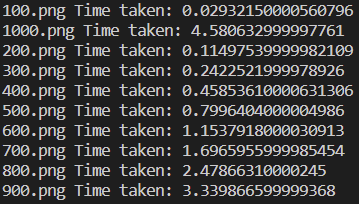 100.png Time taken: 0.02932150000560796
1000.png Time taken: 4.580632999997761
200.png Time taken: 0.11497539999982109
300.png Time taken: 0.2422521999978926
400.png Time taken: 0.45853610000631306
500.png Time taken: 0.7996404000004986
600.png Time taken: 1.1537918000030913
700.png Time taken: 1.6965955999985454
800.png Time taken: 2.47866310000245
900.png Time taken: 3.339866599999368